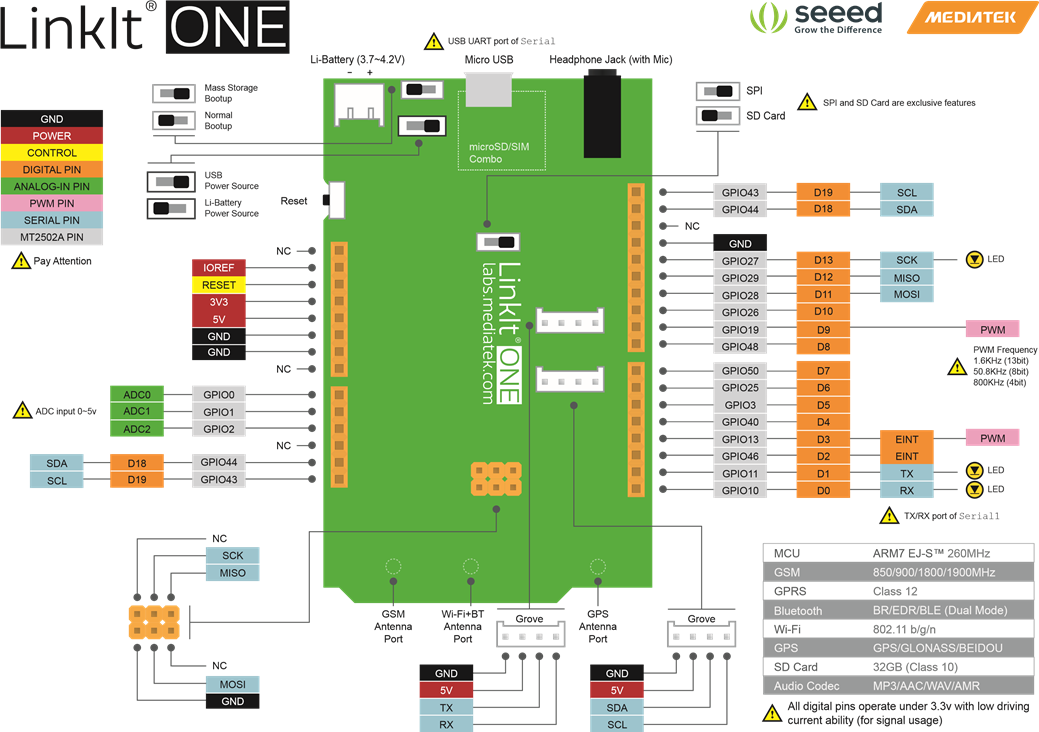 LinkIt® ONE
seeed
Grow the Difference
MEDIATEK
USB UART port of Serial
Li-Battery (3.7~4.2V)
- +
Micro USB
Headphone Jack (with Mic)
Mass Storage
Bootup
Normal
Bootup
SPI
SD Card
SPI and SD Card are exclusive features
microSD/SIM
Combo
GND
POWER
CONTROL
DIGITAL PIN
ANALOG-IN PIN
PWM PIN
SERIAL PIN
MT2502A PIN
Pay Attention
USB
Power Source
Li-Battery
Power Source
Reset
NC
IOREF
RESET
3V3
5V
GND
GND
NC
ADC input 0~5v
ADC0 GPIO0
ADC1 GPIO1
ADC2 GPIO2
NC
SDA D18 GPIO44
SCL D19 GPIO43
LinkIt® ONE
labs.mediatek.com
GPIO43 D19 SCL
GPIO44 D18 SDA
NC
GND
GPIO27 D13 SCK LED
GPIO29 D12 MISO
GPIO28 D11 MOSI
GPIO26 D10
GPIO19 D9 PWM
GPIO48 D8
PWM Frequency
1.6KHz (13bit)
50.8KHz (8bit)
800KHz (4bit)
GPIO50 D7
GPIO25 D6
GPIO3 D5
GPIO40 D4
GPIO13 D3 EINT PWM
GPIO46 D2 EINT
GPIO11 D1 TX LED
GPIO10 D0 RX LED
TX/RX port of Serial1
NC
SCK
MISO
NC
MOSI
GND
GSM
Antenna
Port
Wi-Fi+BT
Antenna
Port
Grove
GND
5V
TX
RX
GPS
Antenna
Port
Grove
GND
5V
SDA
SCL
MCU ARM7 EJ-S™ 260MHz
GSM 850/900/1800/1900MHz
GPRS Class 12
Bluetooth BR/EDR/BLE (Dual Mode)
Wi-Fi 802.11 b/g/n
GPS GPS/GLONASS/BEIDOU
SD Card 32GB (Class 10)
Audio Codec MP3/AAC/WAV/AMR
All digital pins operate under 3.3v with low driving
current ability (for signal usage)